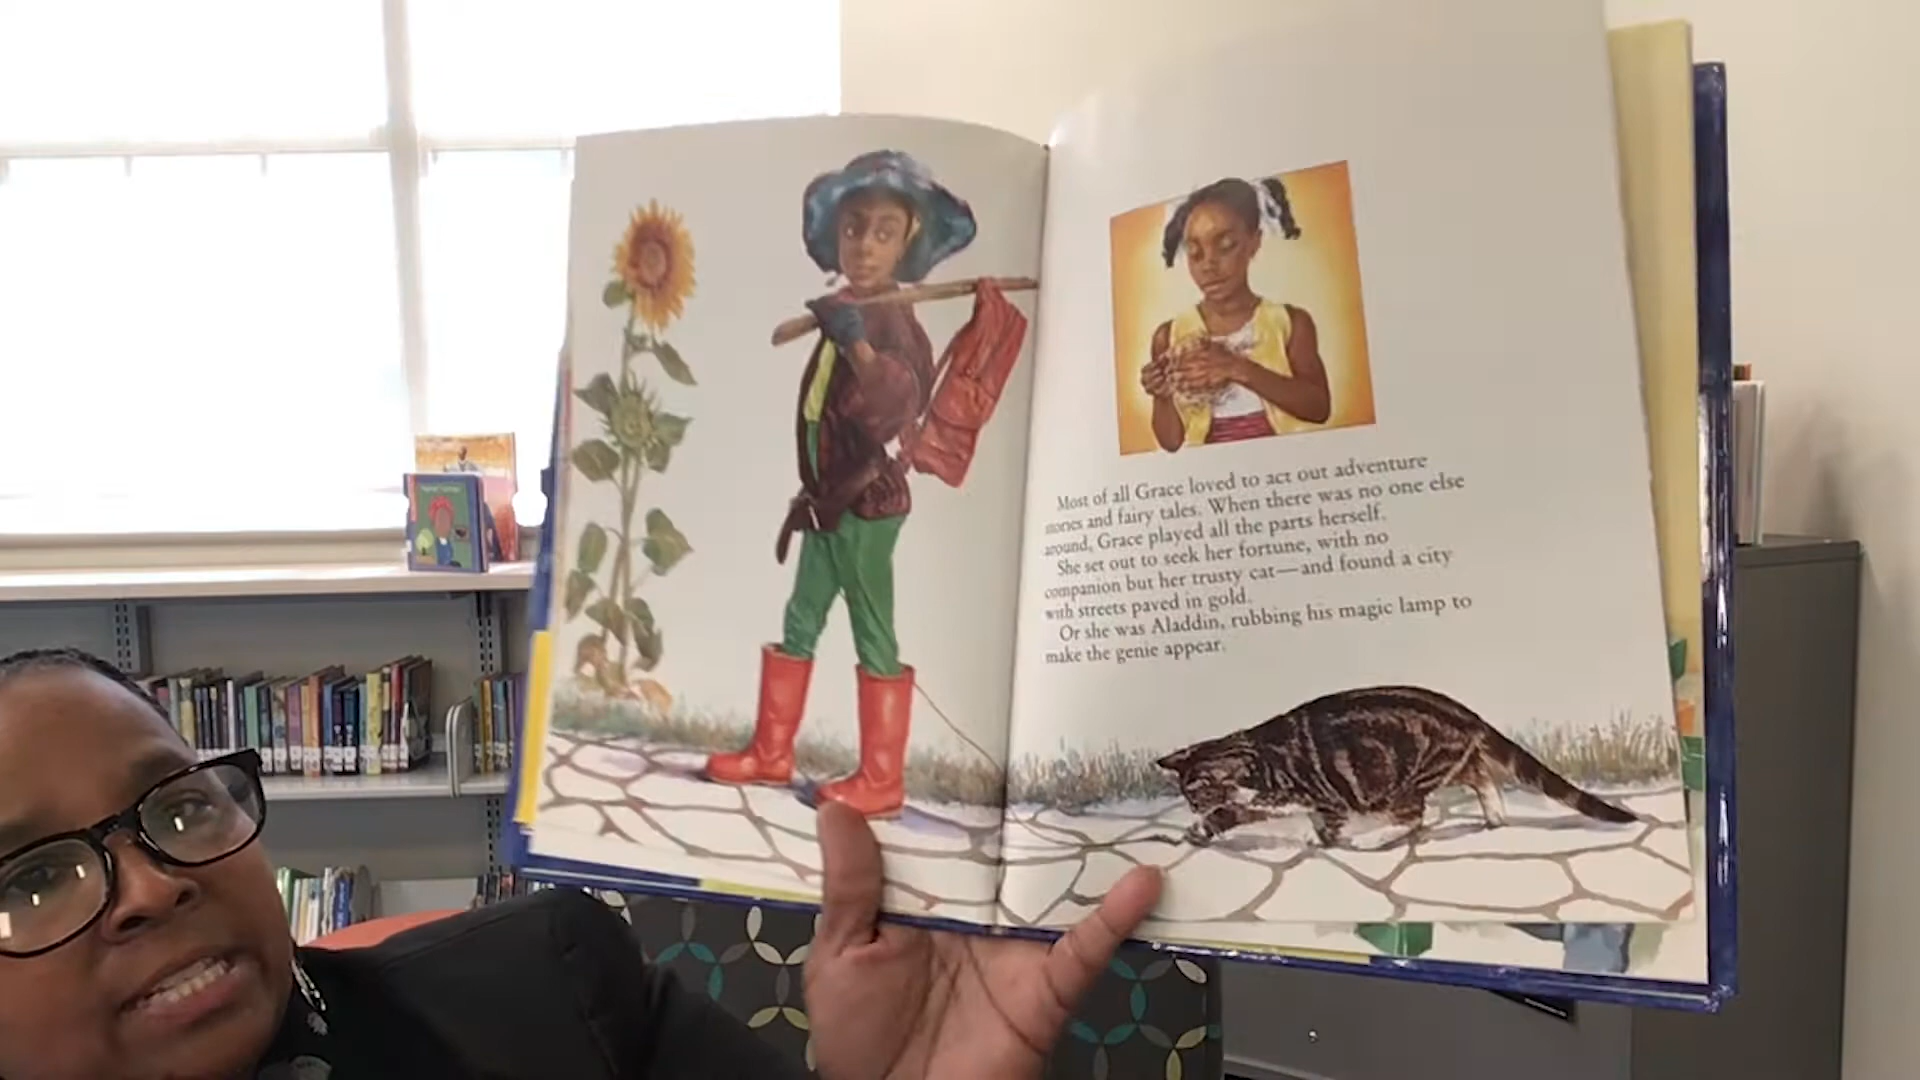 Most of all Grace loved to act out adventure
stories and fairy tales. When there was no one else
around, Grace played all the parts herself.
She set out to seek her fortune, with no
companion but her trusty cat—and found a city
with streets paved in gold.
Or she was Aladdin, rubbing his magic lamp to
make the genie appear.